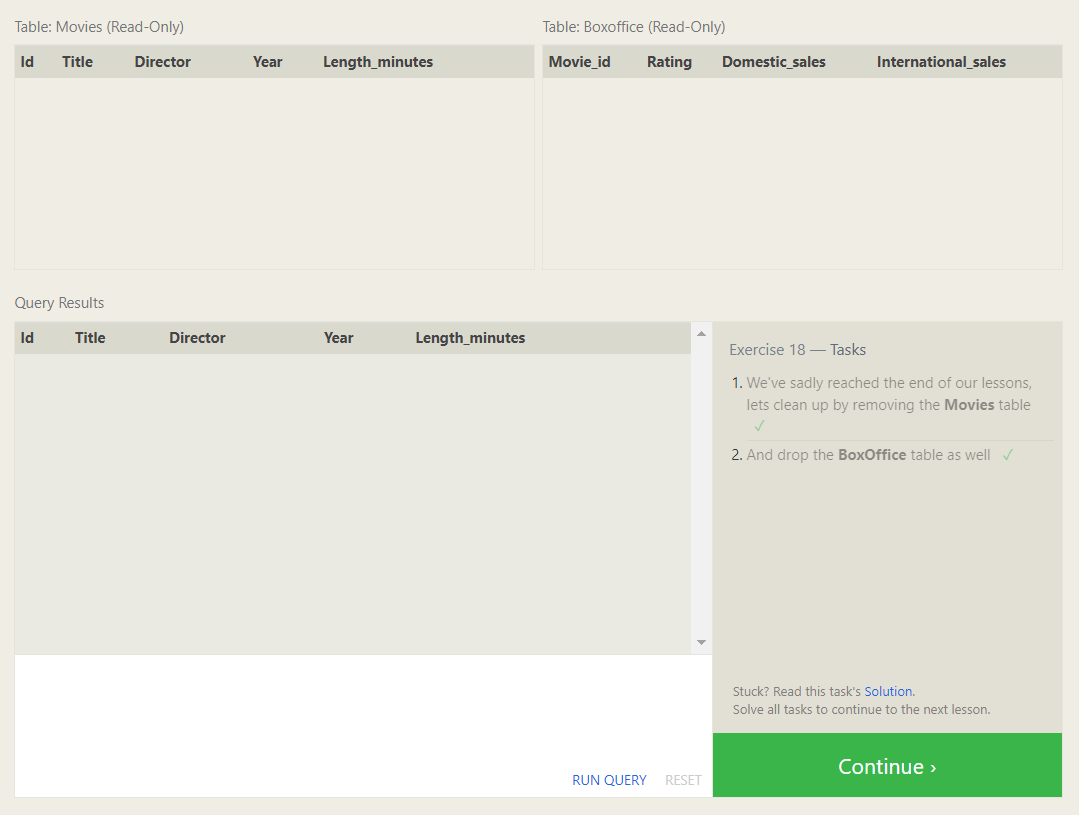 Table: Movies (Read-Only)
Id Title Director Year Length_minutes
Table: Boxoffice (Read-Only)
Movie_id Rating Domestic_sales International_sales
Query Results
Id Title Director Year Length_minutes
Exercise 18 — Tasks
1. We've sadly reached the end of our lessons,
lets clean up by removing the Movies table
✓
2. And drop the BoxOffice table as well ✓
Stuck? Read this task's Solution.
Solve all tasks to continue to the next lesson.
RUN QUERY RESET
Continue ›